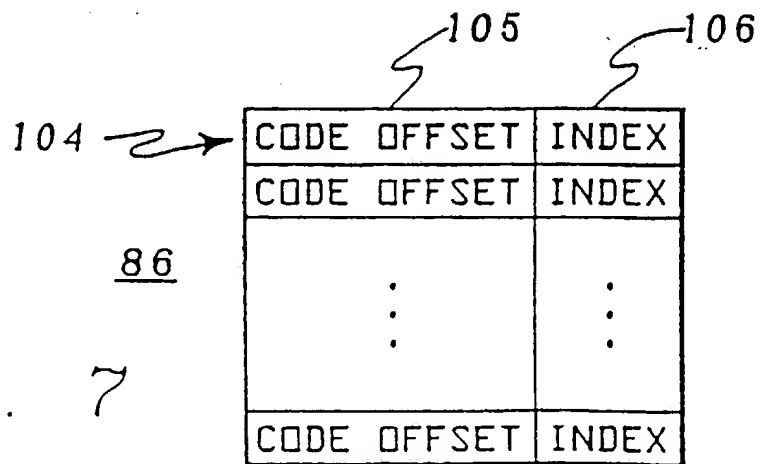 105 106
104 CODE OFFSET INDEX
CODE OFFSET INDEX
86
7
CODE OFFSET INDEX